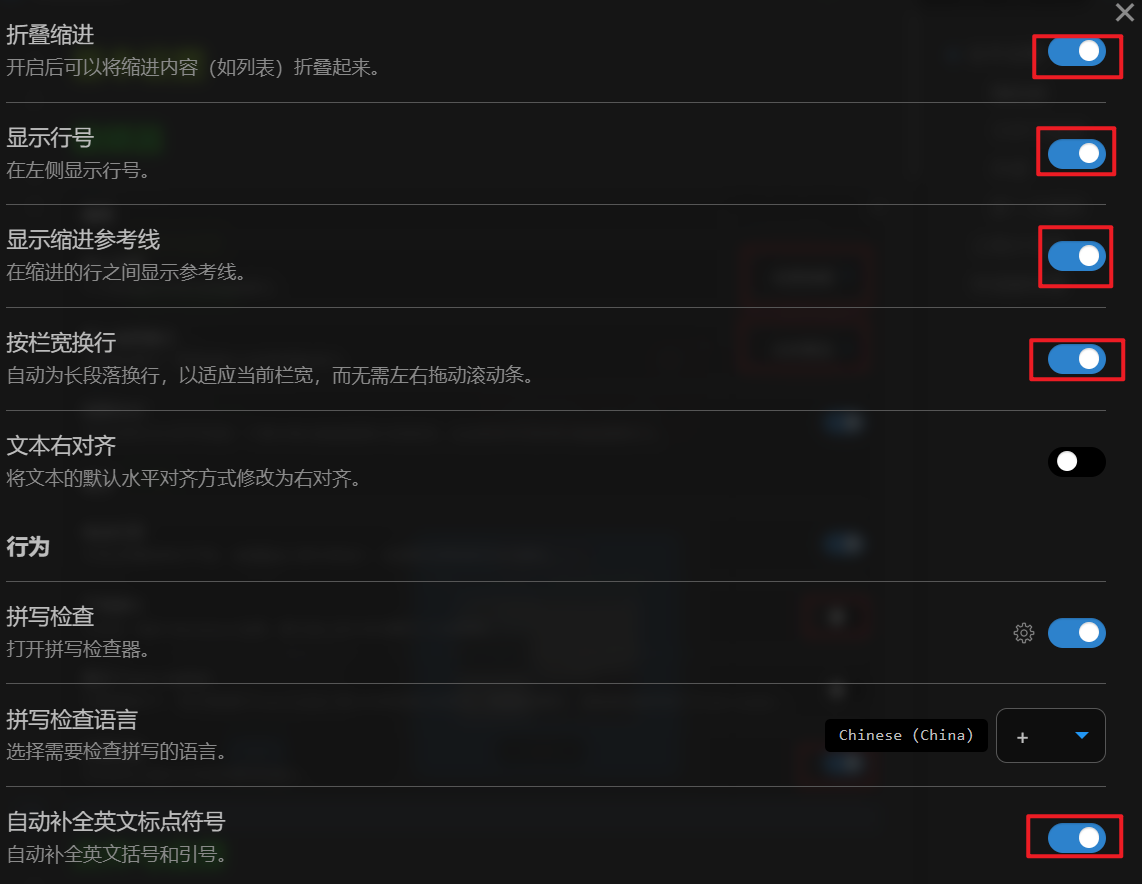 折叠缩进
开启后可以将缩进内容（如列表）折叠起来。
显示行号
在左侧显示行号。
显示缩进参考线
在缩进的行之间显示参考线。
按栏宽换行
自动为长段落换行，以适应当前栏宽，而无需左右拖动滚动条。
文本右对齐
将文本的默认水平对齐方式修改为右对齐。
行为
拼写检查
打开拼写检查器。
拼写检查语言
选择需要检查拼写的语言。
Chinese (China)
+
自动补全英文标点符号
自动补全英文括号和引号。